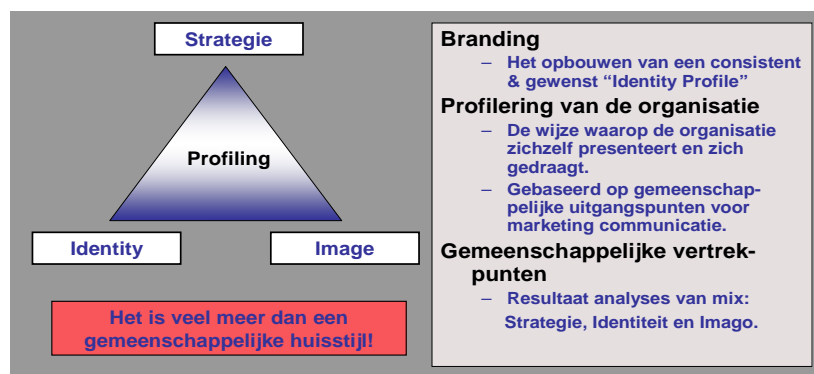 Strategie
Profiling
Identity
Image
Het is veel meer dan een
gemeenschappelijke huisstijl!
Branding
– Het opbouwen van een consistent
& gewenst “Identity Profile”
Profilering van de organisatie
– De wijze waarop de organisatie
zichzelf presenteert en zich
gedraagt.
– Gebaseerd op gemeenschap-
pelijke uitgangspunten voor
marketing communicatie.
Gemeenschappelijke vertrek-
punten
– Resultaat analyses van mix:
Strategie, Identiteit en Imago.